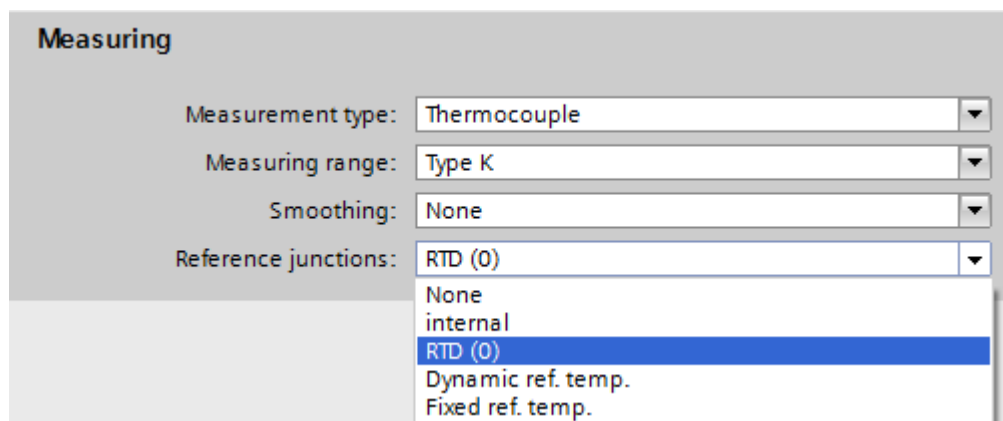 Measuring
Measurement type: Thermocouple
Measuring range: Type K
Smoothing: None
Reference junctions: RTD (0)
None
internal
RTD (0)
Dynamic ref. temp.
Fixed ref. temp.